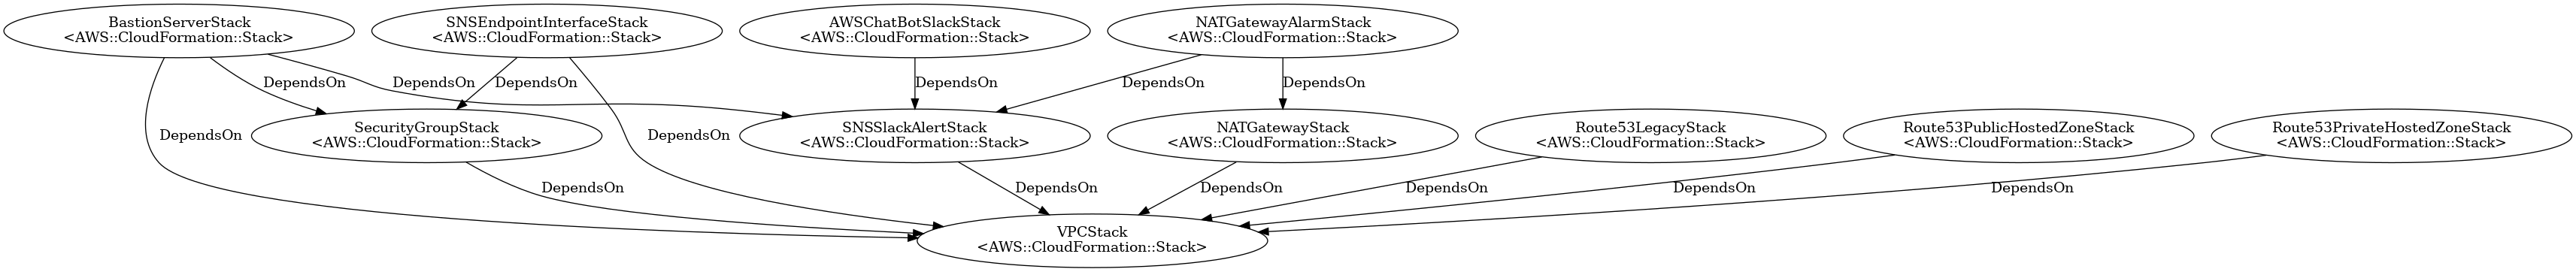 BastionServerStack
<AWS::CloudFormation::Stack>
SNSEndpointInterfaceStack
<AWS::CloudFormation::Stack>
AWSChatBotSlackStack
<AWS::CloudFormation::Stack>
NATGatewayAlarmStack
<AWS::CloudFormation::Stack>
DependsOn
DependsOn
DependsOn
DependsOn
DependsOn
DependsOn
DependsOn
DependsOn
SecurityGroupStack
<AWS::CloudFormation::Stack>
SNSSlackAlertStack
<AWS::CloudFormation::Stack>
NATGatewayStack
<AWS::CloudFormation::Stack>
Route53LegacyStack
<AWS::CloudFormation::Stack>
Route53PublicHostedZoneStack
<AWS::CloudFormation::Stack>
Route53PrivateHostedZoneStack
<AWS::CloudFormation::Stack>
DependsOn
DependsOn
DependsOn
DependsOn
DependsOn
DependsOn
VPCStack
<AWS::CloudFormation::Stack>